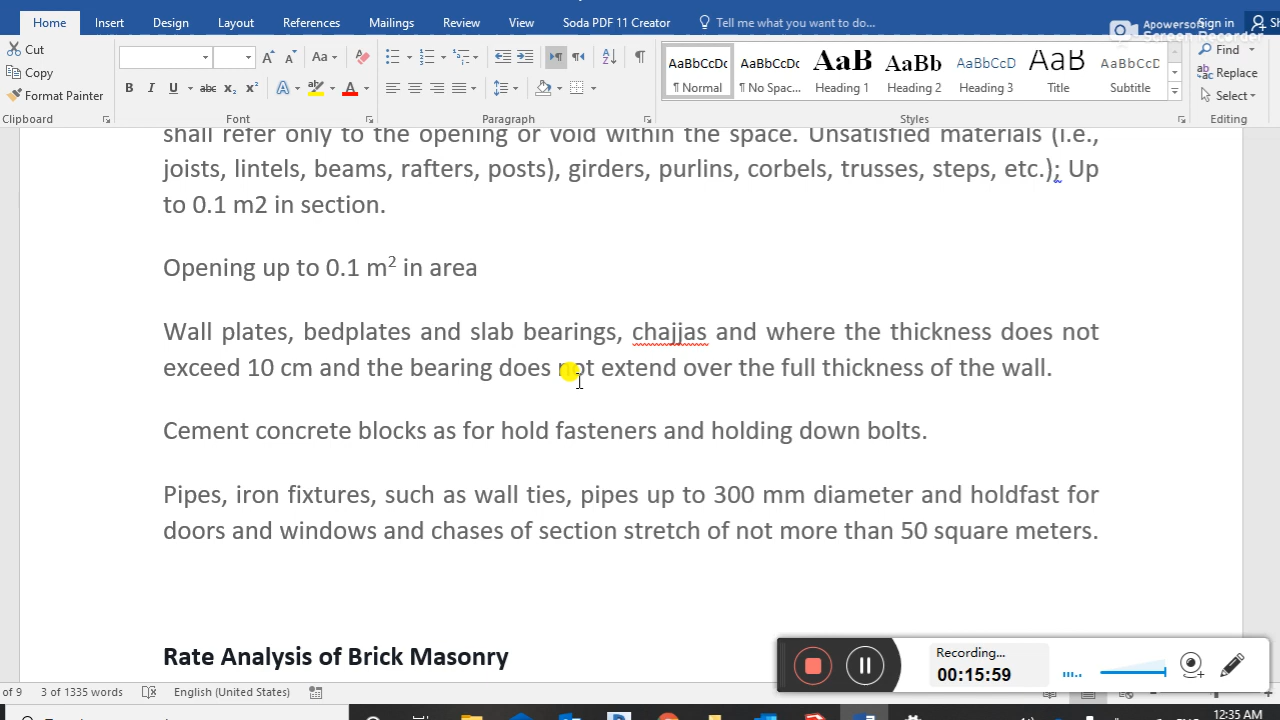 Home Insert Design Layout References Mailings Review View Soda PDF 11 Creator Tell me what you want to do... Sign in
Apowersoft
Screen Recorder
Cut
Copy
Format Painter
Find
Replace
Select
AaBbCcDc AaBbCcDc AaB AaBb AaBbCcD AaB AaBbCcD
¶ Normal ¶ No Spac... Heading 1 Heading 2 Heading 3 Title Subtitle
Clipboard Font Paragraph Styles Editing
shall refer only to the opening or void within the space. Unsatisfied materials (i.e.,
joists, lintels, beams, rafters, posts), girders, purlins, corbels, trusses, steps, etc.); Up
to 0.1 m2 in section.
Opening up to 0.1 m² in area
Wall plates, bedplates and slab bearings, chajjas and where the thickness does not
exceed 10 cm and the bearing does not extend over the full thickness of the wall.
Cement concrete blocks as for hold fasteners and holding down bolts.
Pipes, iron fixtures, such as wall ties, pipes up to 300 mm diameter and holdfast for
doors and windows and chases of section stretch of not more than 50 square meters.
Rate Analysis of Brick Masonry
Recording...
00:15:59
of 9 3 of 1335 words English (United States)
12:35 AM